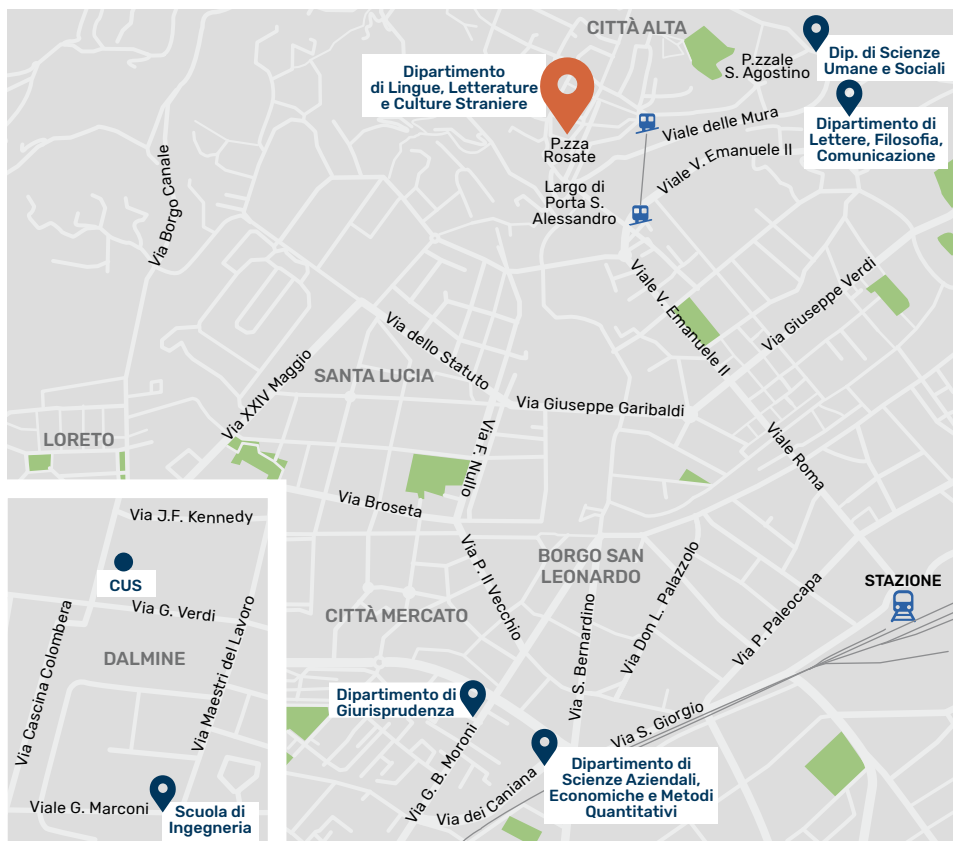 CITTÀ ALTA
Dipartimento
di Lingue, Letterature
e Culture Straniere
P.zzale
S. Agostino
Dip. di Scienze
Umane e Sociali
Dipartimento di
Lettere, Filosofia,
Comunicazione
Viale delle Mura
P.zza
Rosate
Viale V. Emanuele II
Largo di
Porta S.
Alessandro
Via Borgo Canale
Viale V. Emanuele II
Via Giuseppe Verdi
Via dello Statuto
SANTA LUCIA
Via XXIV Maggio
Via Giuseppe Garibaldi
LORETO
Via F. Nullo
Viale Roma
Via Broseta
Via J.F. Kennedy
CUS
Via G. Verdi
DALMINE
Via Cascina Colombera
Via Maestri del Lavoro
Viale G. Marconi
Scuola di
Ingegneria
Via P. Il Vecchio
BORGO SAN
LEONARDO
Via Don L. Palazzolo
STAZIONE
CITTÀ MERCATO
Via S. Bernardino
Via P. Paleocapa
Dipartimento di
Giurisprudenza
Via S. Giorgio
Via G. B. Moroni
Via dei Caniana
Dipartimento di
Scienze Aziendali,
Economiche e Metodi
Quantitativi